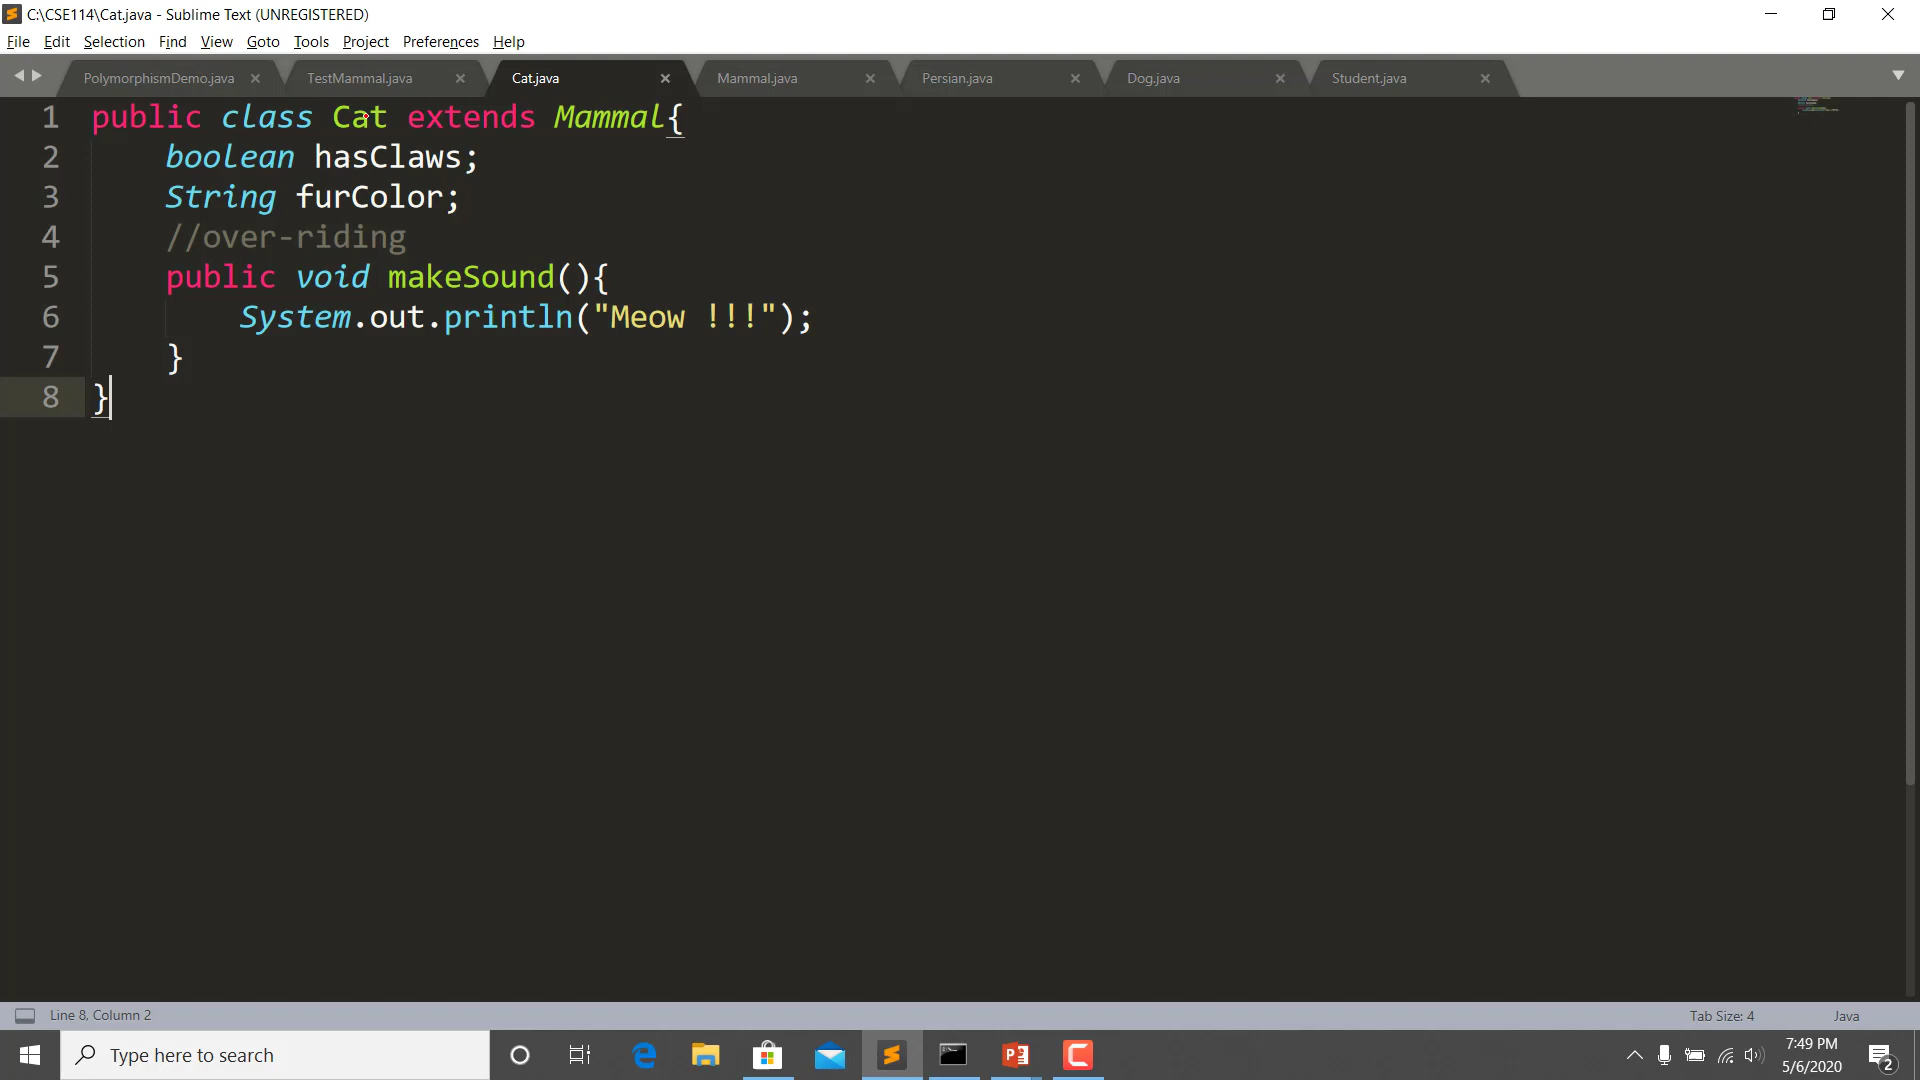 C:\CSE114\Cat.java - Sublime Text (UNREGISTERED)
File Edit Selection Find View Goto Tools Project Preferences Help
PolymorphismDemo.java TestMammal.java Cat.java Mammal.java Persian.java Dog.java Student.java
1 public class Cat extends Mammal{
2 boolean hasClaws;
3 String furColor;
4 //over-riding
5 public void makeSound(){
6 System.out.println("Meow !!!");
7 }
8 }
Line 8, Column 2 Tab Size: 4 Java
Type here to search
7:49 PM
5/6/2020
2